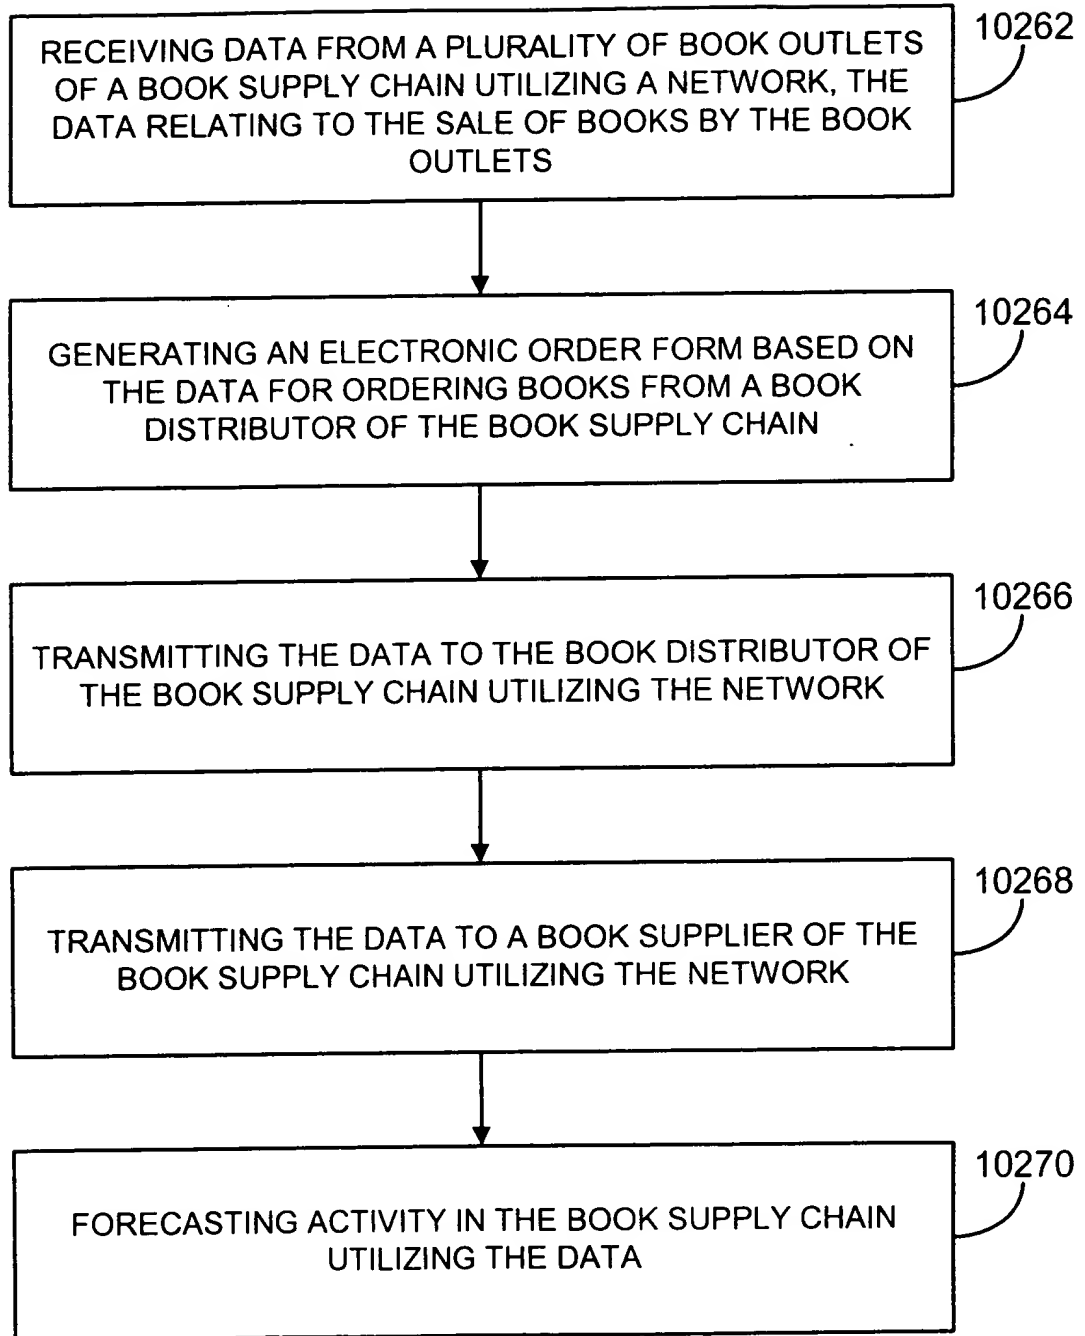 RECEIVING DATA FROM A PLURALITY OF BOOK OUTLETS
OF A BOOK SUPPLY CHAIN UTILIZING A NETWORK, THE
DATA RELATING TO THE SALE OF BOOKS BY THE BOOK
OUTLETS
10262
GENERATING AN ELECTRONIC ORDER FORM BASED ON
THE DATA FOR ORDERING BOOKS FROM A BOOK
DISTRIBUTOR OF THE BOOK SUPPLY CHAIN
10264
TRANSMITTING THE DATA TO THE BOOK DISTRIBUTOR OF
THE BOOK SUPPLY CHAIN UTILIZING THE NETWORK
10266
TRANSMITTING THE DATA TO A BOOK SUPPLIER OF THE
BOOK SUPPLY CHAIN UTILIZING THE NETWORK
10268
FORECASTING ACTIVITY IN THE BOOK SUPPLY CHAIN
UTILIZING THE DATA
10270